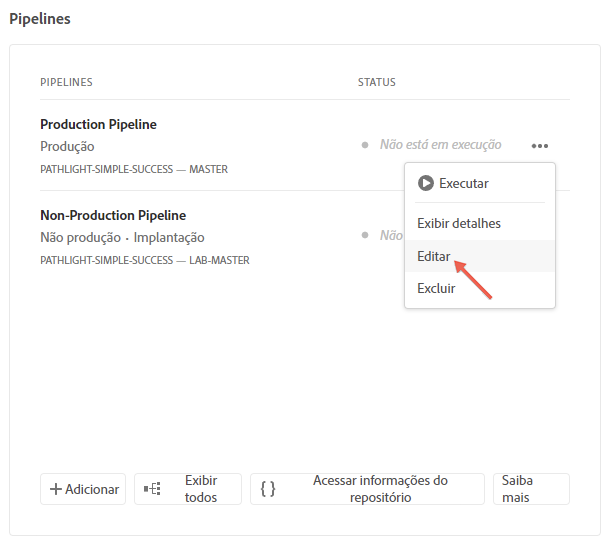 Pipelines
PIPELINES STATUS
Production Pipeline
Produção
Não está em execução
PATHLIGHT-SIMPLE-SUCCESS — MASTER
Executar
Non-Production Pipeline
Exibir detalhes
Não produção · Implantação
Não
PATHLIGHT-SIMPLE-SUCCESS — LAB-MASTER
Editar
Excluir
Adicionar
Exibir
todos
{ }
Acessar informações do
repositório
Saiba
mais